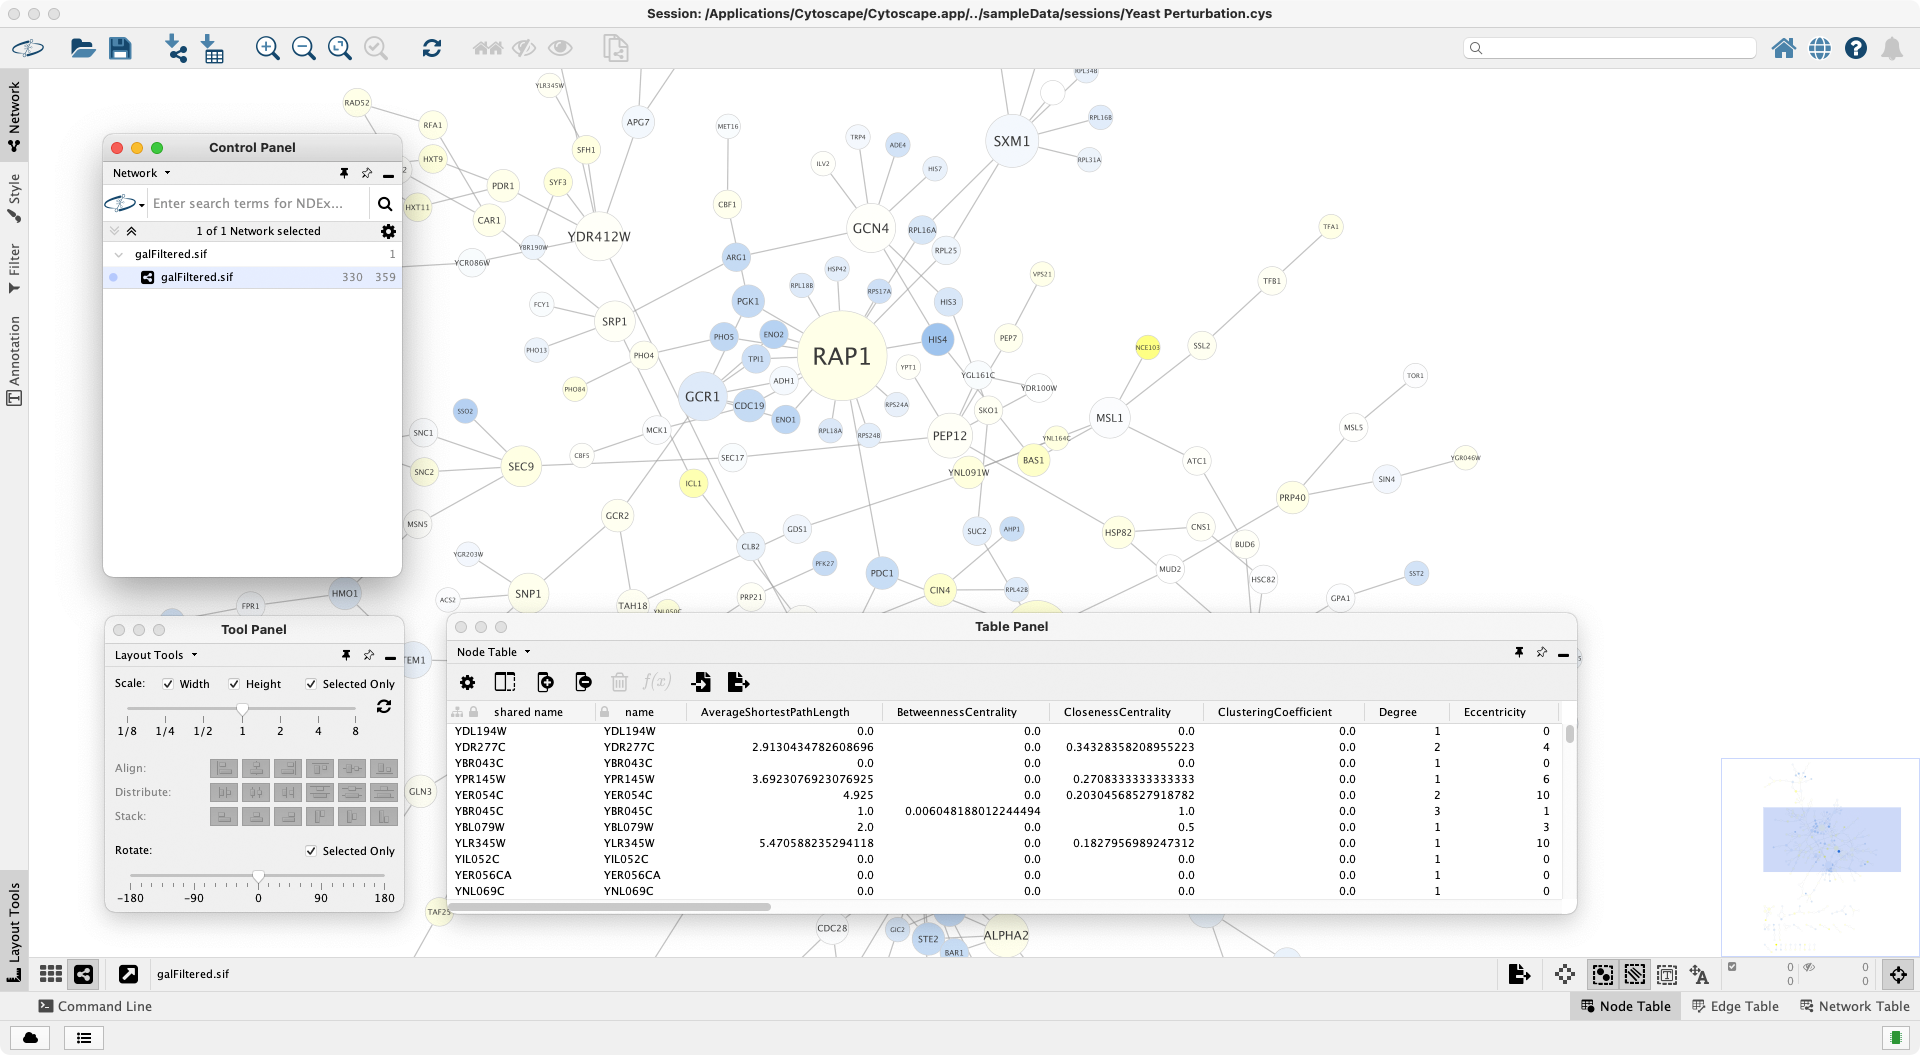 Session: /Applications/Cytoscape/Cytoscape.app/../sampleData/sessions/Yeast Perturbation.cys
Network
Style
Filter
Annotation
Layout Tools
Control Panel
Network
Enter search terms for NDEx...
1 of 1 Network selected
galFiltered.sif 1
galFiltered.sif 330 359
Tool Panel
Layout Tools
Scale: Width Height Selected Only
1/8 1/4 1/2 1 2 4 8
Align:
Distribute:
Stack:
Rotate: Selected Only
-180 -90 0 90 180
RPL34B
YLR345W
RAD52
RFA1
APG7
MET16
TRP4
ADE4
SXM1
RPL16B
HXT9
SFH1
ILV2
HIS7
RPL31A
PDR1
SYF3
HXT11
CAR1
CBF1
GCN4
RPL16A
TFA1
YDR412W
YBR190W
YCR086W
ARG1
HSP42
RPL25
VPS21
TFB1
FCY1
PGK1
RPL18B
RPS17A
HIS3
SRP1
PHO5
ENO2
HIS4
PEP7
NCE103
SSL2
PHO13
PHO4
TPI1
RAP1
YPT1
YGL161C
TOR1
PHO84
ADH1
YDR100W
GCR1
CDC19
RPS24A
SKO1
MSL1
SSO2
ENO1
RPL18A
RPS24B
PEP12
YNL164C
MSL5
SNC1
MCK1
CBF5
SEC17
BAS1
ATC1
YGR046W
SNC2
SEC9
YNL091W
SIN4
ICL1
PRP40
MSN5
GCR2
GDS1
SUC2
AHP1
HSP82
CNS1
CLB2
BUD6
YGR203W
PFK27
PDC1
MUD2
HSC82
SST2
HMO1
FPR1
ACS2
SNP1
TAH18
PRP21
CIN4
RPL42B
GPA1
YNL050C
TEM1
GLN3
TAF25
CDC28
GIC2
STE2
BAR1
ALPHA2
Table Panel
Node Table
f(x)
shared name name AverageShortestPathLength BetweennessCentrality ClosenessCentrality ClusteringCoefficient Degree Eccentricity
YDL194W YDL194W 0.0 0.0 0.0 0.0 1 0
YDR277C YDR277C 2.9130434782608696 0.0 0.34328358208955223 0.0 2 4
YBR043C YBR043C 0.0 0.0 0.0 0.0 1 0
YPR145W YPR145W 3.6923076923076925 0.0 0.2708333333333333 0.0 1 6
YER054C YER054C 4.925 0.0 0.20304568527918782 0.0 2 10
YBR045C YBR045C 1.0 0.006048188012244494 1.0 0.0 3 1
YBL079W YBL079W 2.0 0.0 0.5 0.0 1 3
YLR345W YLR345W 5.470588235294118 0.0 0.1827956989247312 0.0 1 10
YIL052C YIL052C 0.0 0.0 0.0 0.0 1 0
YER056CA YER056CA 0.0 0.0 0.0 0.0 1 0
YNL069C YNL069C 0.0 0.0 0.0 0.0 1 0
galFiltered.sif
0 0
0 0
Command Line
Node Table Edge Table Network Table